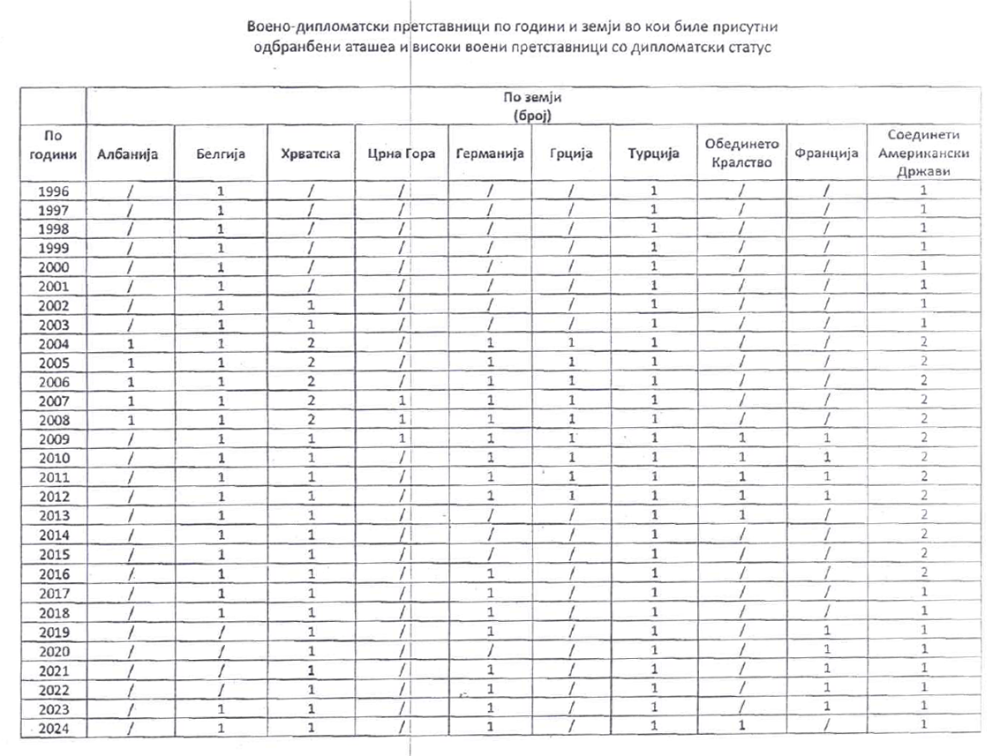 Воено-дипломатски претставници по години и земји во кои биле присутни
одбранбени аташеа и високи воени претставници со дипломатски статус
По земји
(број)
По години Албанија Белгија Хрватска Црна Гора Германија Грција Турција Обединето Кралство Франција Соединети Американски Држави
1996 / 1 / / / / 1 / / 1
1997 / 1 / / / / 1 / / 1
1998 / 1 / / / / 1 / / 1
1999 / 1 / / / / 1 / / 1
2000 / 1 / / / / 1 / / 1
2001 / 1 / / / / 1 / / 1
2002 / 1 1 / / / 1 / / 1
2003 / 1 1 / / / 1 / / 1
2004 1 1 2 / 1 1 1 / / 2
2005 1 1 2 / 1 1 1 / / 2
2006 1 1 2 / 1 1 1 / / 2
2007 1 1 2 1 1 1 1 / / 2
2008 1 1 2 1 1 1 1 / / 2
2009 / 1 1 1 1 1 1 1 1 2
2010 / 1 1 / 1 1 1 1 1 2
2011 / 1 1 / 1 1 1 1 1 2
2012 / 1 1 / 1 1 1 1 1 2
2013 / 1 1 / / / 1 1 / 2
2014 / 1 1 / / / 1 / / 2
2015 / 1 1 / / / 1 / / 2
2016 / 1 1 / 1 / 1 / / 2
2017 / 1 1 / 1 / 1 / / 1
2018 / 1 1 / 1 / 1 / / 1
2019 / / 1 / 1 / 1 / 1 1
2020 / / 1 / / / 1 / 1 1
2021 / / 1 / 1 / 1 / 1 1
2022 / / 1 / 1 / 1 / 1 1
2023 / 1 1 / 1 / 1 / 1 1
2024 / 1 1 / 1 / 1 1 / 1